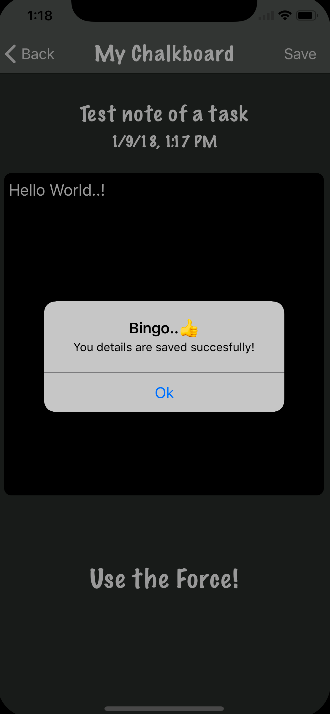 1:18
Back My Chalkboard Save
Test note of a task
1/9/18, 1:17 PM
Hello World..!
Bingo..👍
You details are saved succesfully!
Ok
Use the Force!